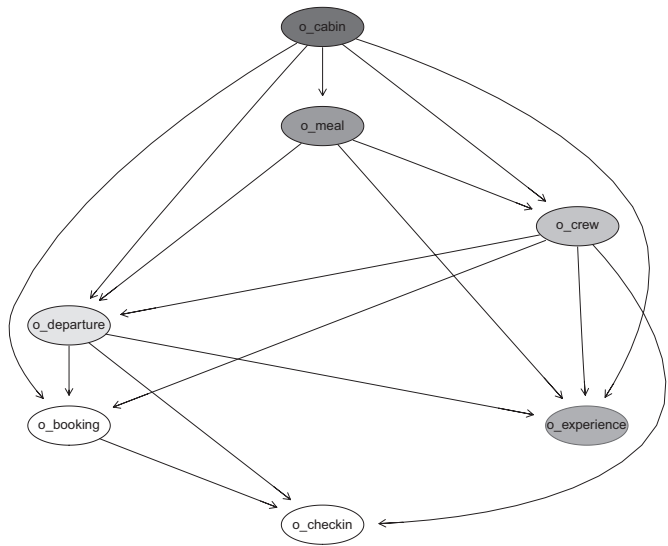 o_cabin
o_meal
o_crew
o_departure
o_booking
o_experience
o_checkin